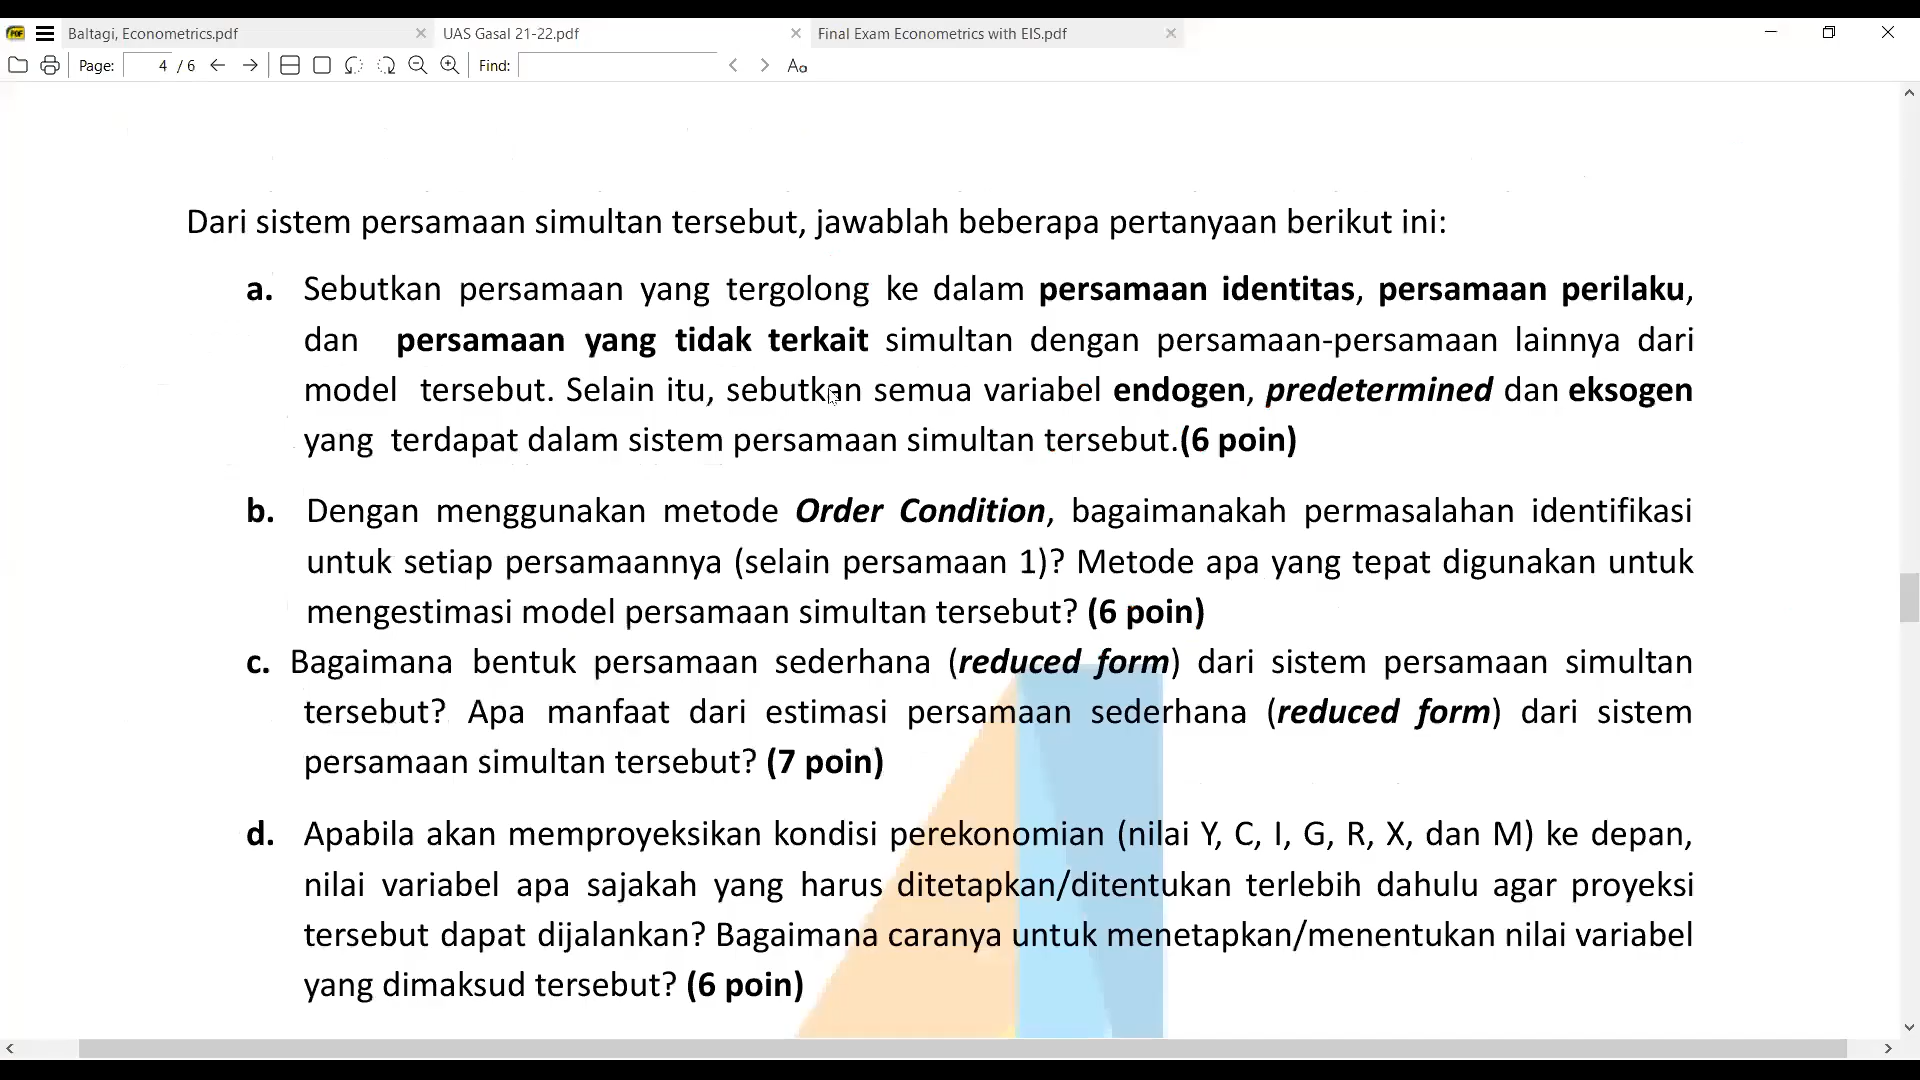 Baltagi, Econometrics.pdf
UAS Gasal 21-22.pdf
Final Exam Econometrics with EIS.pdf
Page: 4 / 6
Find:
Aa
Dari sistem persamaan simultan tersebut, jawablah beberapa pertanyaan berikut ini:
a. Sebutkan persamaan yang tergolong ke dalam persamaan identitas, persamaan perilaku,
dan persamaan yang tidak terkait simultan dengan persamaan-persamaan lainnya dari
model tersebut. Selain itu, sebutkan semua variabel endogen, predetermined dan eksogen
yang terdapat dalam sistem persamaan simultan tersebut.(6 poin)
b. Dengan menggunakan metode Order Condition, bagaimanakah permasalahan identifikasi
untuk setiap persamaannya (selain persamaan 1)? Metode apa yang tepat digunakan untuk
mengestimasi model persamaan simultan tersebut? (6 poin)
c. Bagaimana bentuk persamaan sederhana (reduced form) dari sistem persamaan simultan
tersebut? Apa manfaat dari estimasi persamaan sederhana (reduced form) dari sistem
persamaan simultan tersebut? (7 poin)
d. Apabila akan memproyeksikan kondisi perekonomian (nilai Y, C, I, G, R, X, dan M) ke depan,
nilai variabel apa sajakah yang harus ditetapkan/ditentukan terlebih dahulu agar proyeksi
tersebut dapat dijalankan? Bagaimana caranya untuk menetapkan/menentukan nilai variabel
yang dimaksud tersebut? (6 poin)